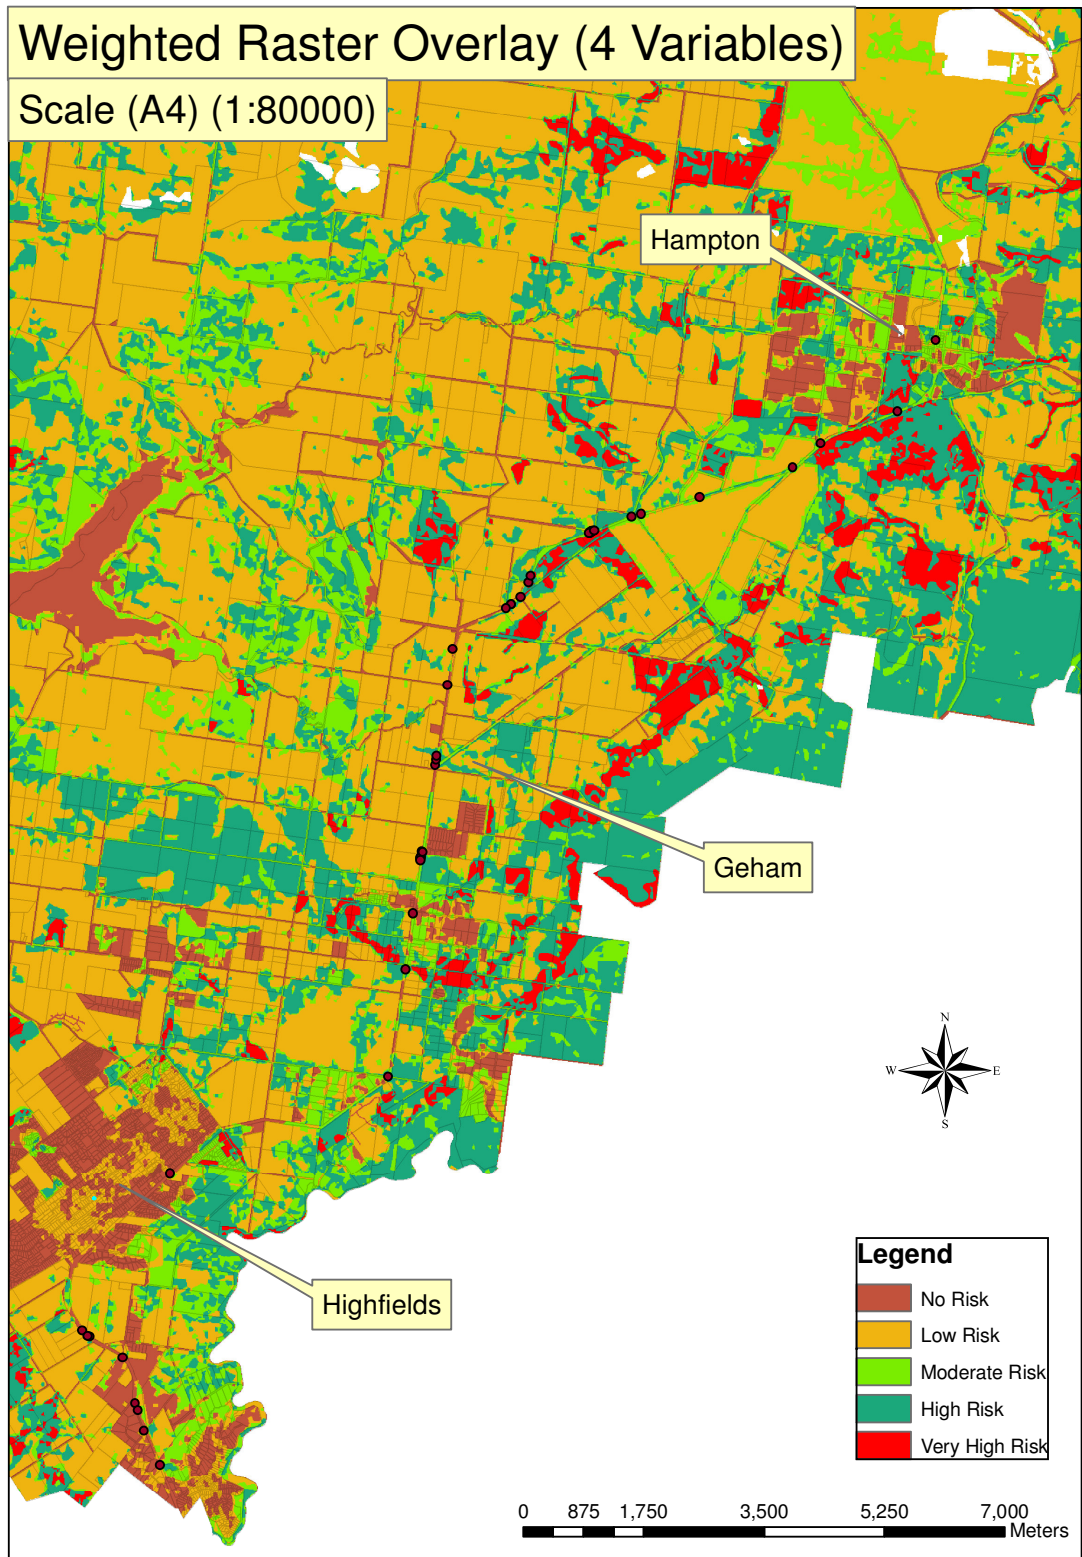 Weighted Raster Overlay (4 Variables)
Scale (A4) (1:80000)
Hampton
Geham
N
W E
S
Highfields
Legend
No Risk
Low Risk
Moderate Risk
High Risk
Very High Risk
0 875 1,750 3,500 5,250 7,000
Meters